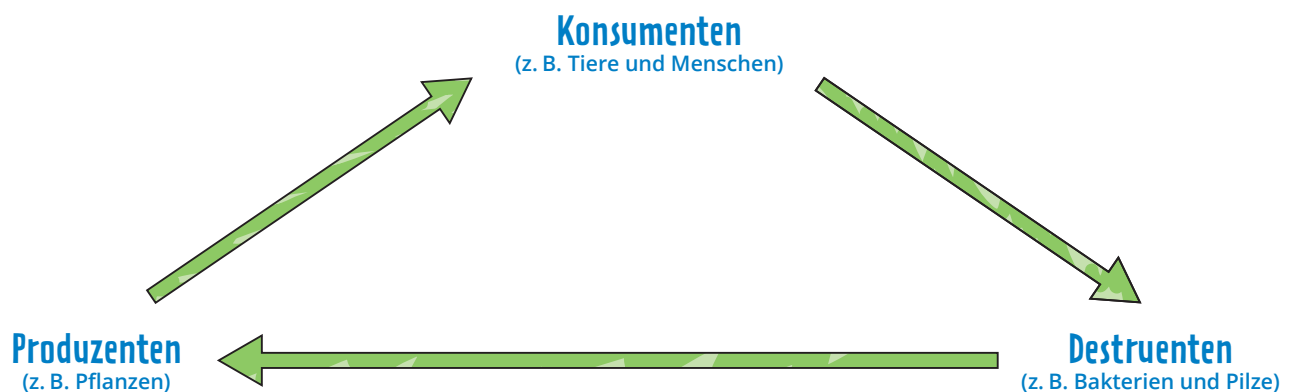 Konsumenten
(z. B. Tiere und Menschen)
Produzenten
(z. B. Pflanzen)
Destruenten
(z. B. Bakterien und Pilze)